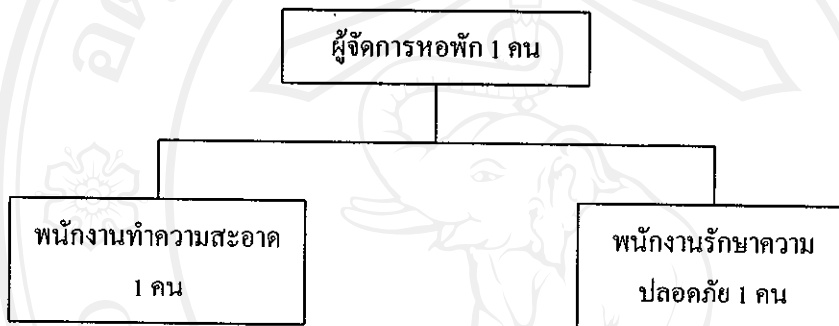 ผู้จัดการหอพัก 1 คน
พนักงานทำความสะอาด
1 คน
พนักงานรักษาความ
ปลอดภัย 1 คน